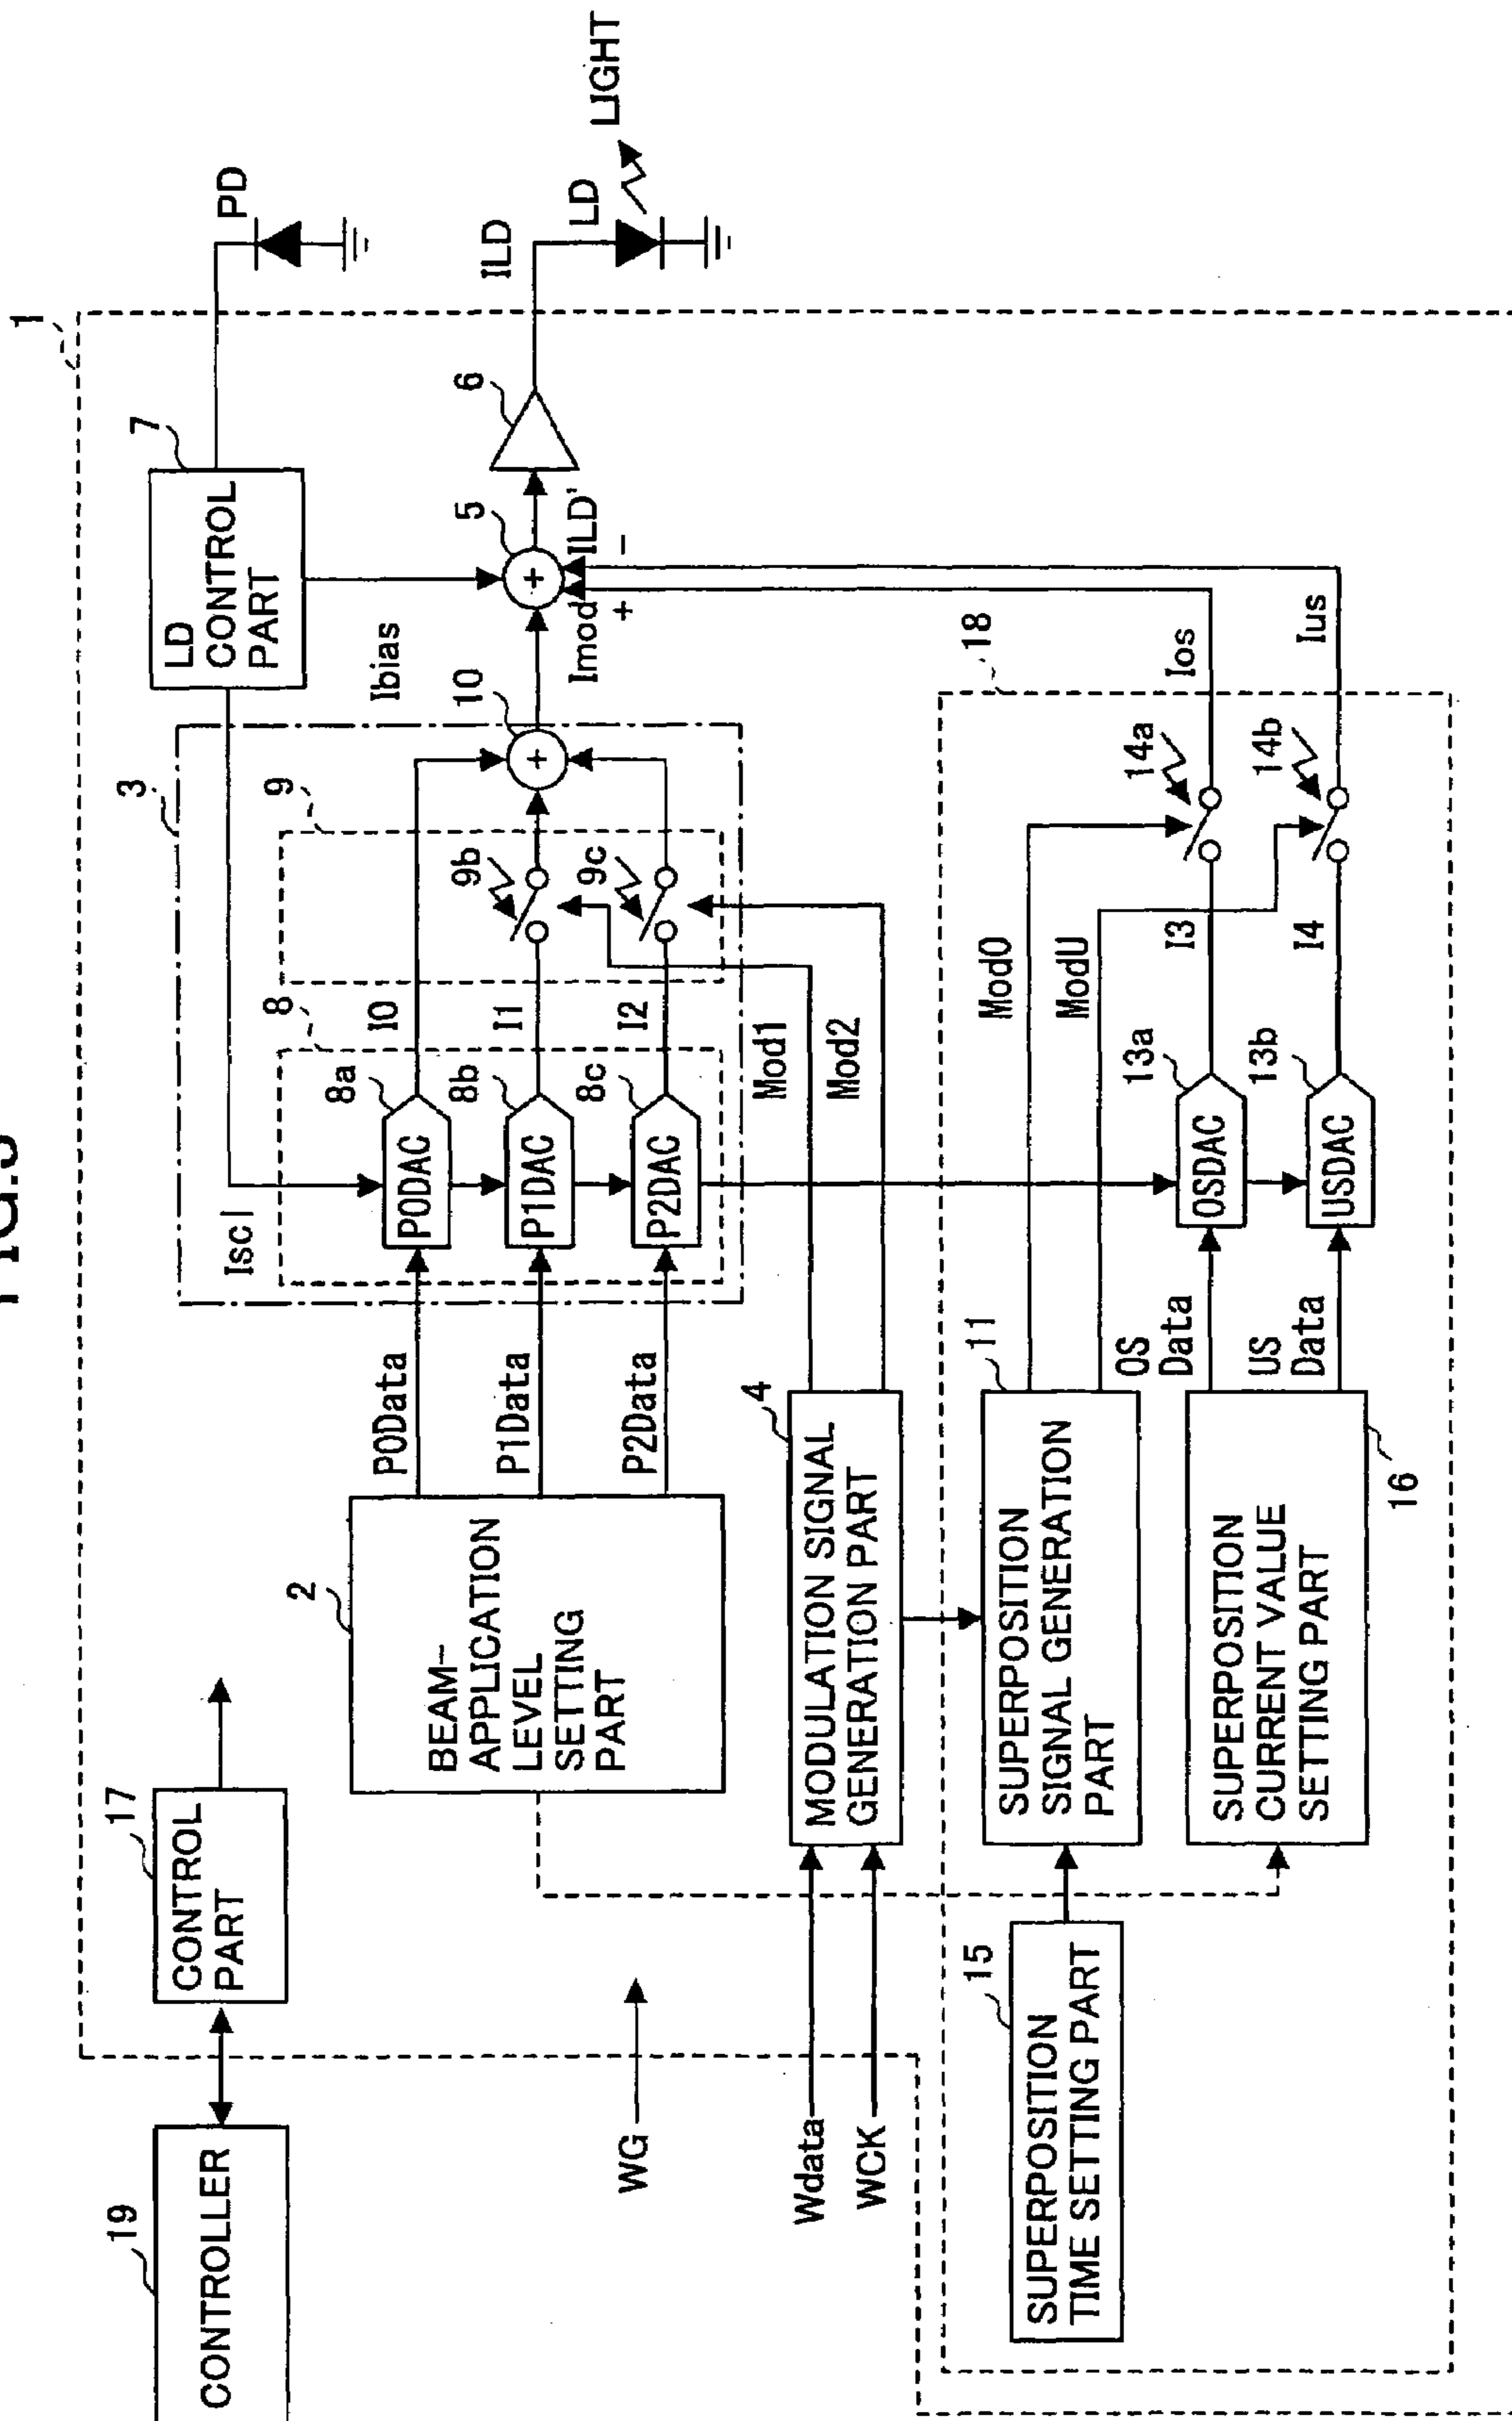 FIG.3
19
CONTROLLER
17
CONTROL
PART
WG
Wdata
WCK
1
2
BEAM-
APPLICATION
LEVEL
SETTING
PART
P0Data
P1Data
P2Data
Iscl
3
8
8a
P0DAC
8b
P1DAC
8c
P2DAC
I0
I1
I2
9
9b
9c
10
+
Ibias
Imod
7
LD
CONTROL
PART
PD
5
+
ILD'
+
-
6
ILD
LD
LIGHT
4
MODULATION SIGNAL
GENERATION PART
Mod1
Mod2
18
15
SUPERPOSITION
TIME SETTING PART
11
SUPERPOSITION
SIGNAL GENERATION
PART
ModO
ModU
16
SUPERPOSITION
CURRENT VALUE
SETTING PART
OS
Data
US
Data
13a
OSDAC
13b
USDAC
I3
I4
14a
14b
Ios
Ius